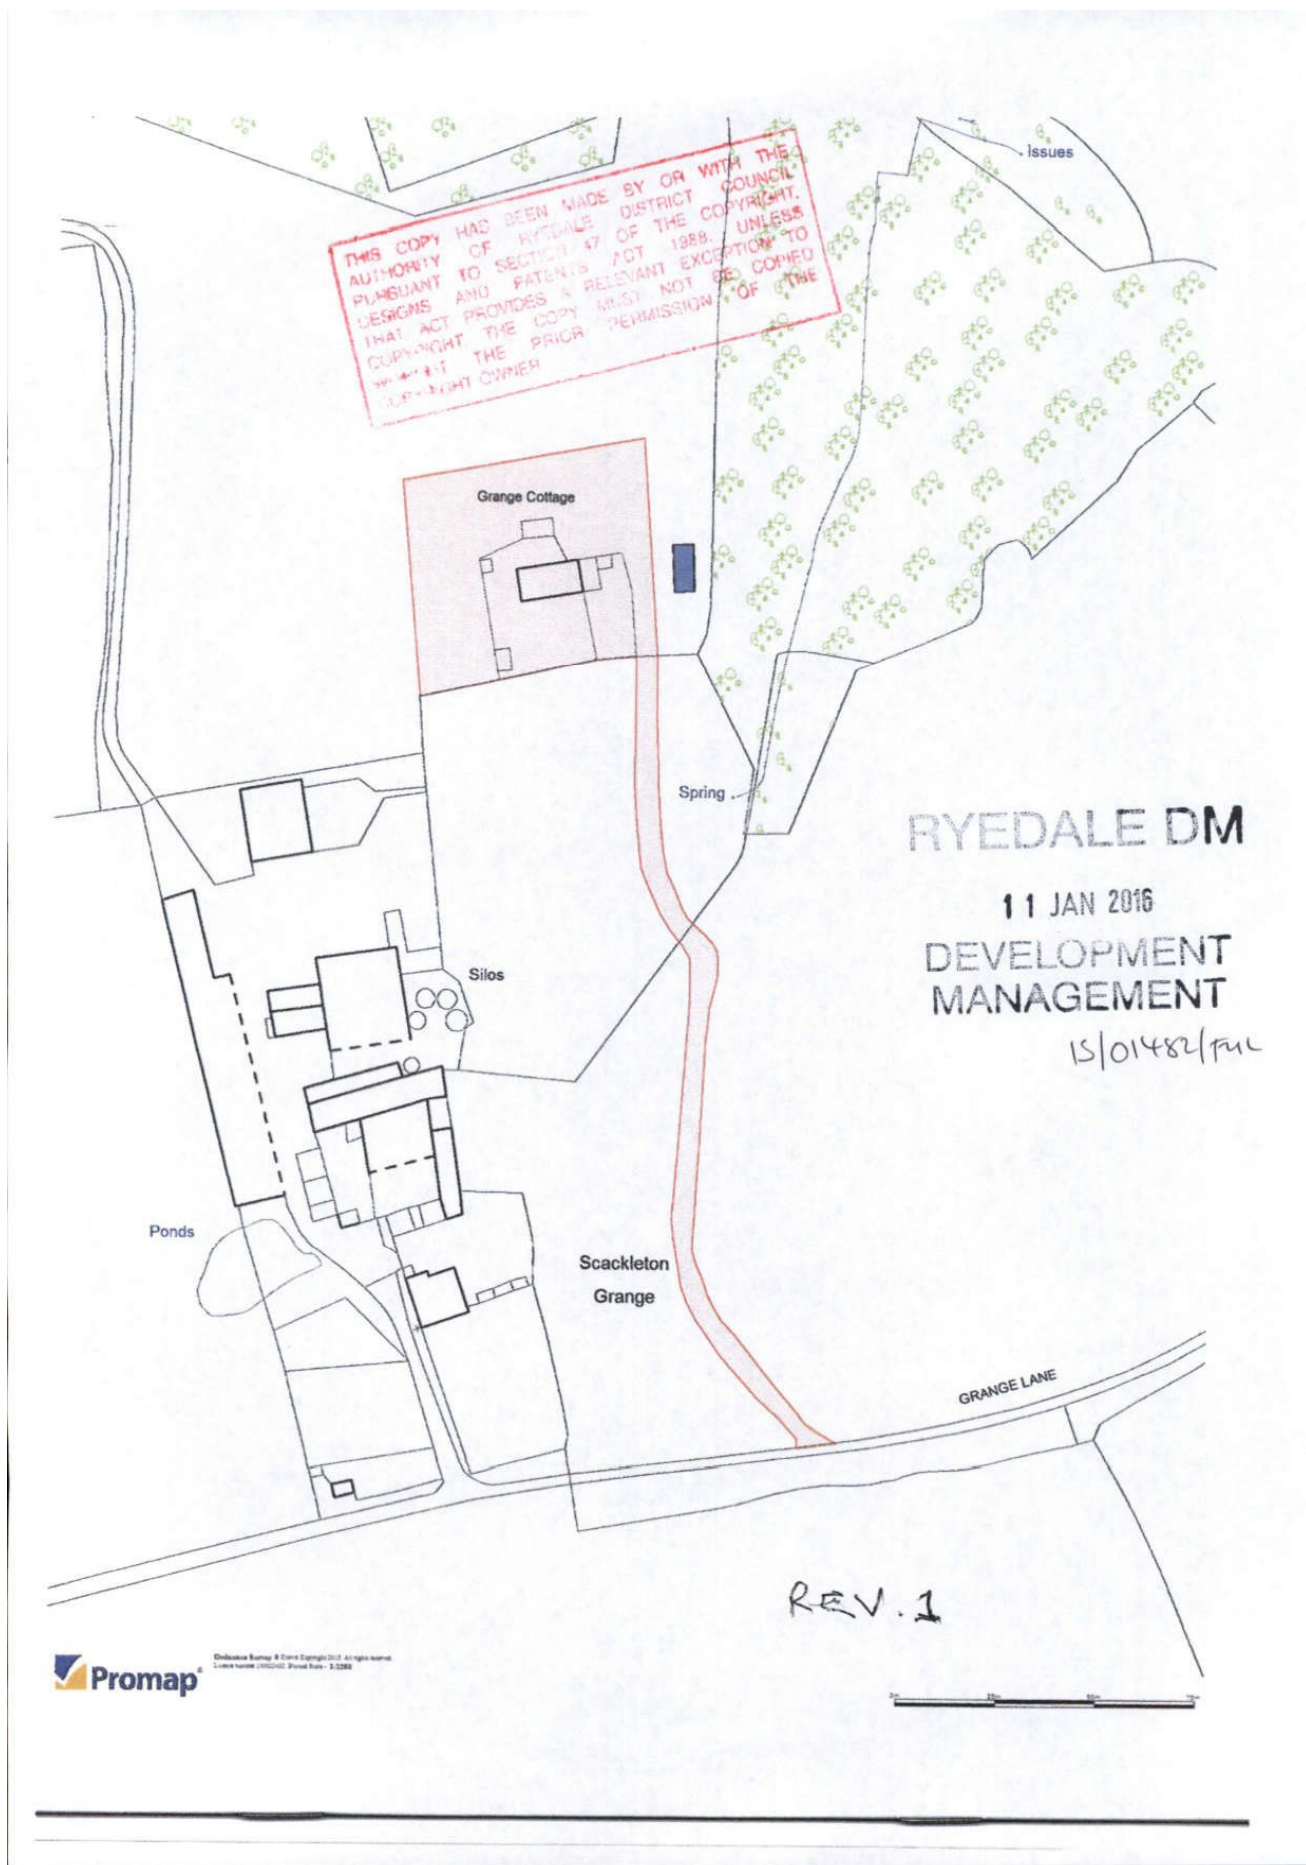 Issues
THIS COPY HAS BEEN MADE BY OR WITH THE
AUTHORITY OF RYEDALE DISTRICT COUNCIL
PURSUANT TO SECTION 47 OF THE COPYRIGHT,
DESIGNS AND PATENTS ACT 1988. UNLESS
THAT ACT PROVIDES A RELEVANT EXCEPTION TO
COPYRIGHT THE COPY MUST NOT BE COPIED
THE PRIOR PERMISSION OF THE
COPYRIGHT OWNER
Grange Cottage
Spring
RYEDALE DM
11 JAN 2016
DEVELOPMENT
MANAGEMENT
15/01482/FUL
Silos
Ponds
Scackleton
Grange
GRANGE LANE
REV.1
Promap